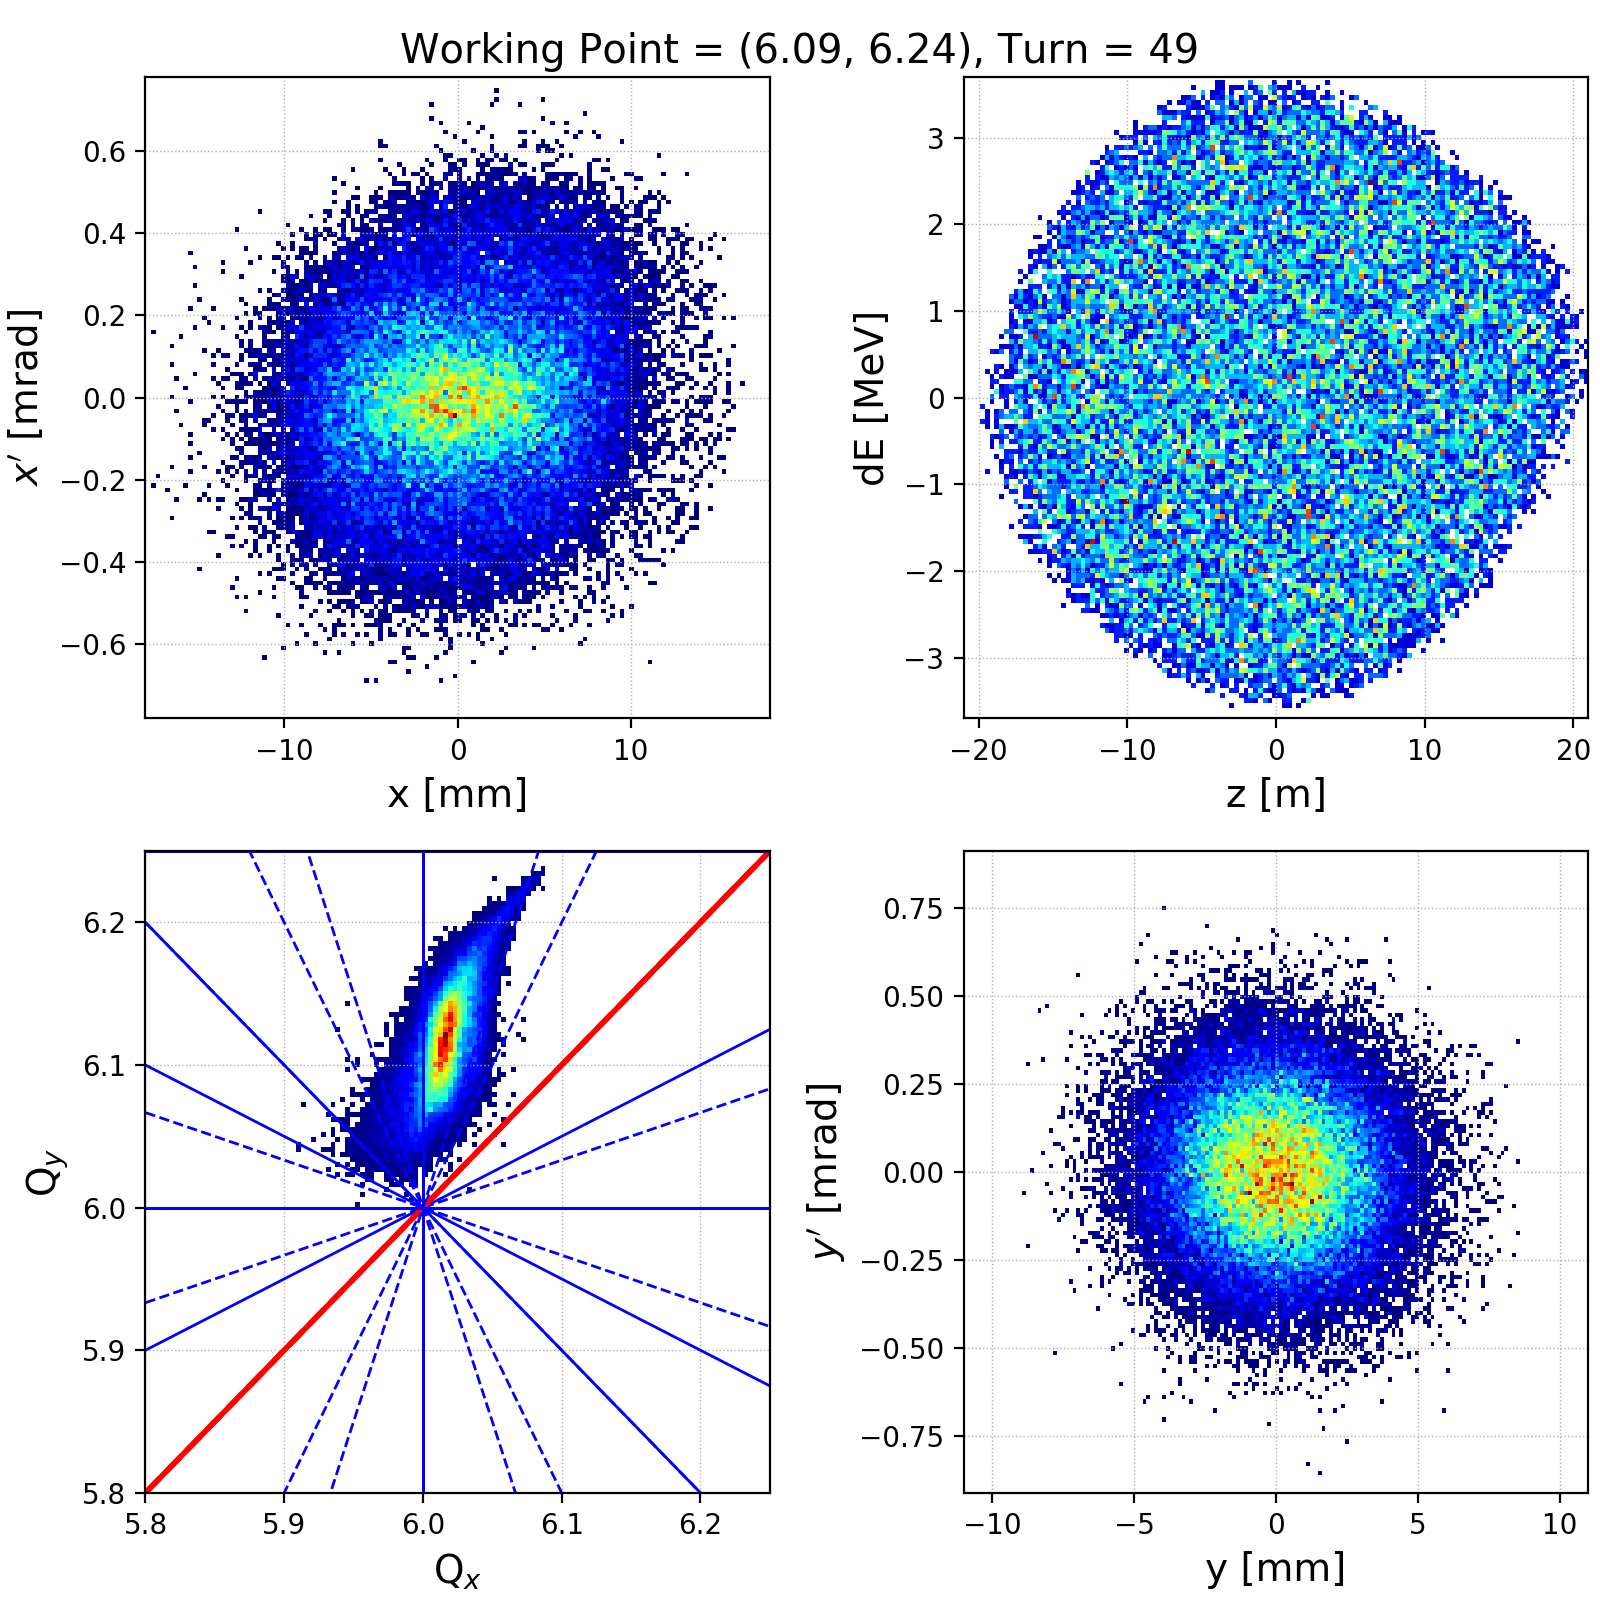 Working Point = (6.09, 6.24), Turn = 49
0.6
0.4
0.2
0.0
−0.2
−0.4
−0.6
x′ [mrad]
−10 0 10
x [mm]
3
2
1
0
−1
−2
−3
dE [MeV]
−20 −10 0 10 20
z [m]
6.2
6.1
6.0
5.9
5.8
Qy
5.8 5.9 6.0 6.1 6.2
Qx
0.75
0.50
0.25
0.00
−0.25
−0.50
−0.75
y′ [mrad]
−10 −5 0 5 10
y [mm]